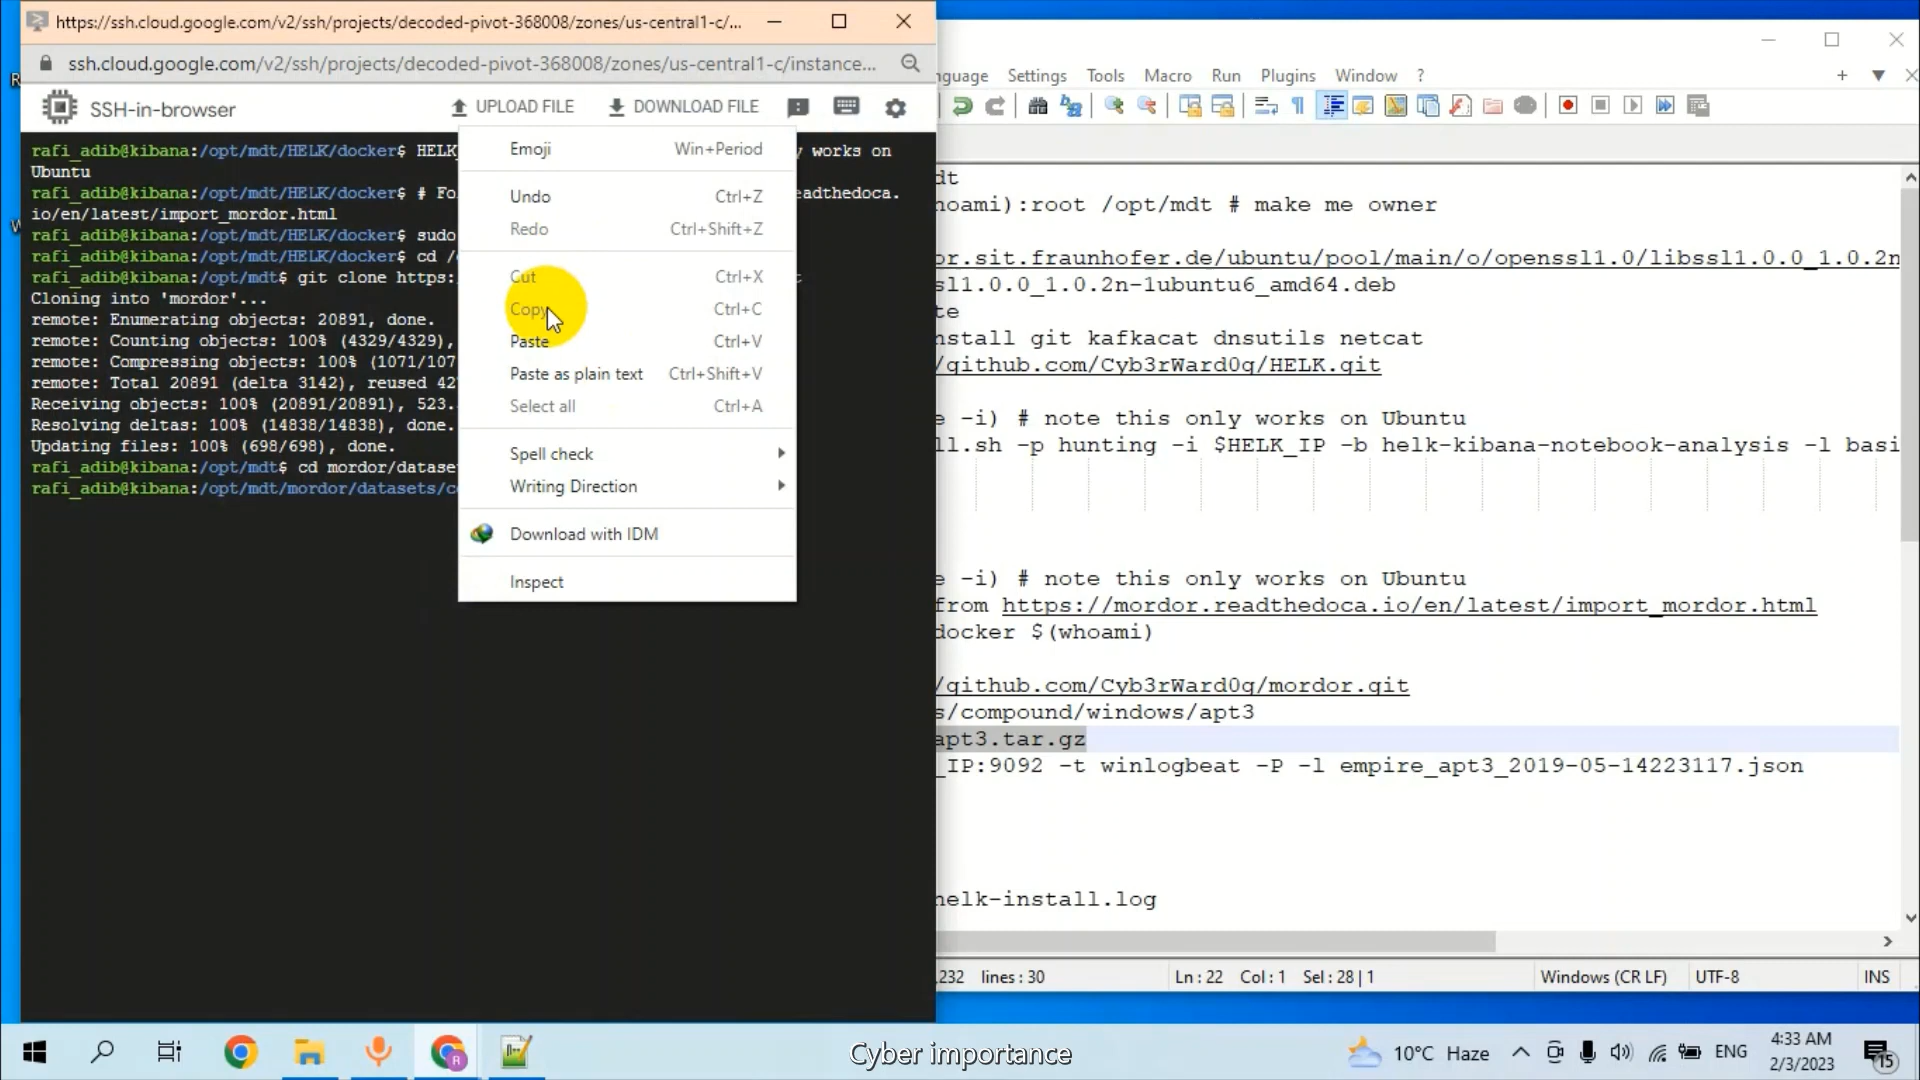 https://ssh.cloud.google.com/v2/ssh/projects/decoded-pivot-368008/zones/us-central1-c/...
ssh.cloud.google.com/v2/ssh/projects/decoded-pivot-368008/zones/us-central1-c/instance...
SSH-in-browser
UPLOAD FILE
DOWNLOAD FILE
rafi_adib@kibana:/opt/mdt/HELK/docker$ HELK
y works on
Ubuntu
rafi_adib@kibana:/opt/mdt/HELK/docker$ # Fo
eadthedoca.
io/en/latest/import_mordor.html
rafi_adib@kibana:/opt/mdt/HELK/docker$ sudo
rafi_adib@kibana:/opt/mdt/HELK/docker$ cd /
rafi_adib@kibana:/opt/mdt$ git clone https:
Cloning into 'mordor'...
remote: Enumerating objects: 20891, done.
remote: Counting objects: 100% (4329/4329),
remote: Compressing objects: 100% (1071/107
remote: Total 20891 (delta 3142), reused 42
Receiving objects: 100% (20891/20891), 523.
Resolving deltas: 100% (14838/14838), done.
Updating files: 100% (698/698), done.
rafi_adib@kibana:/opt/mdt$ cd mordor/datase
rafi_adib@kibana:/opt/mdt/mordor/datasets/c
Emoji Win+Period
Undo Ctrl+Z
Redo Ctrl+Shift+Z
Cut Ctrl+X
Copy Ctrl+C
Paste Ctrl+V
Paste as plain text Ctrl+Shift+V
Select all Ctrl+A
Spell check
Writing Direction
Download with IDM
Inspect
nguage Settings Tools Macro Run Plugins Window ?
dt
hoami):root /opt/mdt # make me owner
or.sit.fraunhofer.de/ubuntu/pool/main/o/openssl1.0/libssl1.0.0_1.0.2n
sl1.0.0_1.0.2n-1ubuntu6_amd64.deb
te
nstall git kafkacat dnsutils netcat
/github.com/Cyb3rWard0g/HELK.git
e -i) # note this only works on Ubuntu
ll.sh -p hunting -i $HELK_IP -b helk-kibana-notebook-analysis -l basi
e -i) # note this only works on Ubuntu
from https://mordor.readthedoca.io/en/latest/import_mordor.html
docker $(whoami)
/github.com/Cyb3rWard0g/mordor.git
s/compound/windows/apt3
apt3.tar.gz
_IP:9092 -t winlogbeat -P -l empire_apt3_2019-05-14223117.json
helk-install.log
,232 lines : 30
Ln : 22 Col : 1 Sel : 28 | 1
Windows (CR LF)
UTF-8
INS
Cyber importance
10°C Haze
ENG
4:33 AM
2/3/2023
15